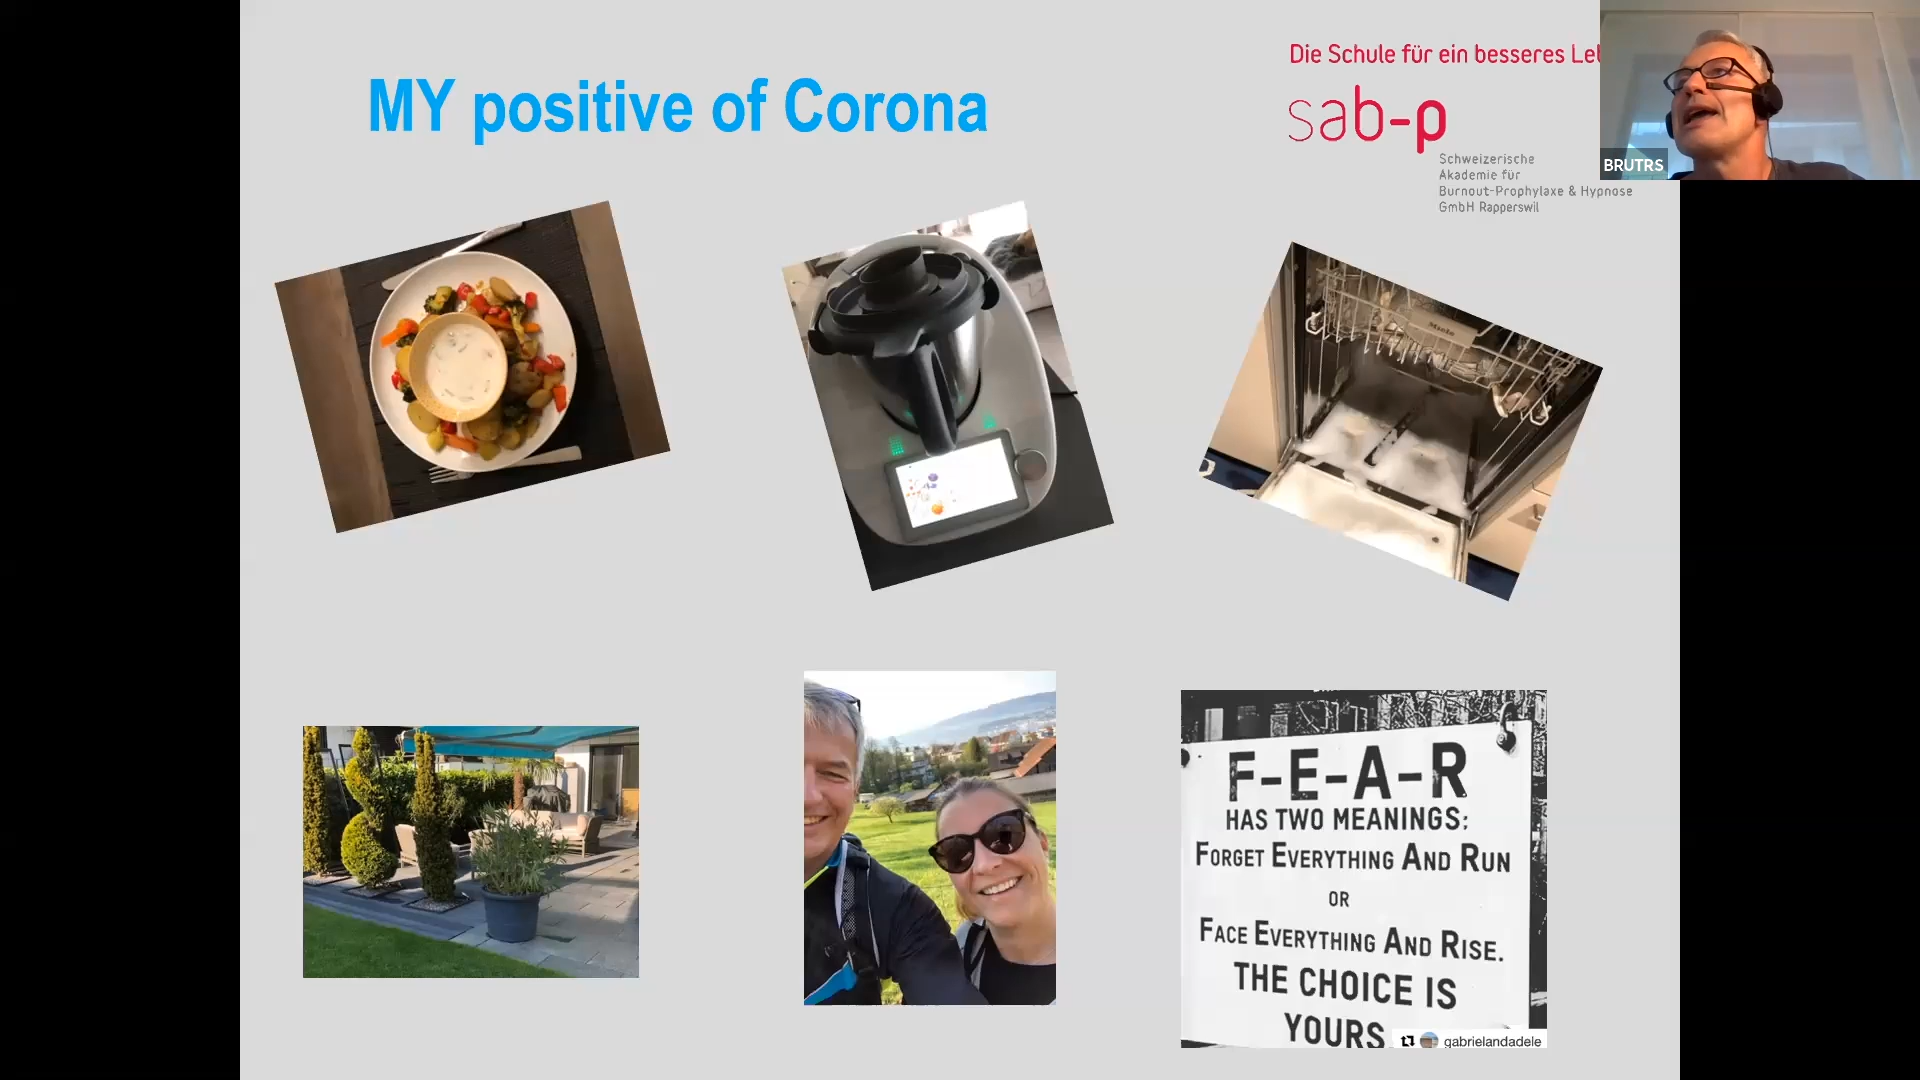 MY positive of Corona
Die Schule für ein besseres Le
sab-p
Schweizerische
Akademie für
Burnout-Prophylaxe & Hypnose
GmbH Rapperswil
BRUTRS
Miele
F-E-A-R
HAS TWO MEANINGS:
FORGET EVERYTHING AND RUN
OR
FACE EVERYTHING AND RISE.
THE CHOICE IS
YOURS
gabrielandadele